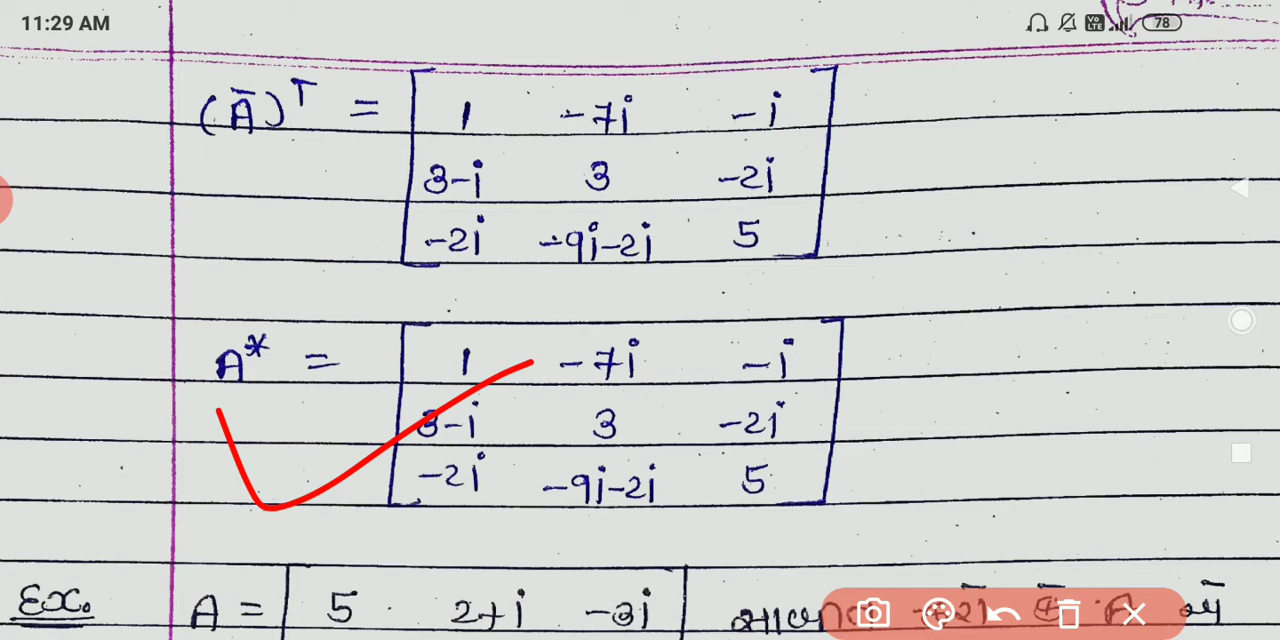 11:29 AM 78
(Ā)ᵀ = [ 1 -7i -i
3-i 3 -2i
-2i -9i-2i 5 ]
A* = [ 1 -7i -i
3-i 3 -2i
-2i -9i-2i 5 ]
Ex. A = 5 2+i -3i